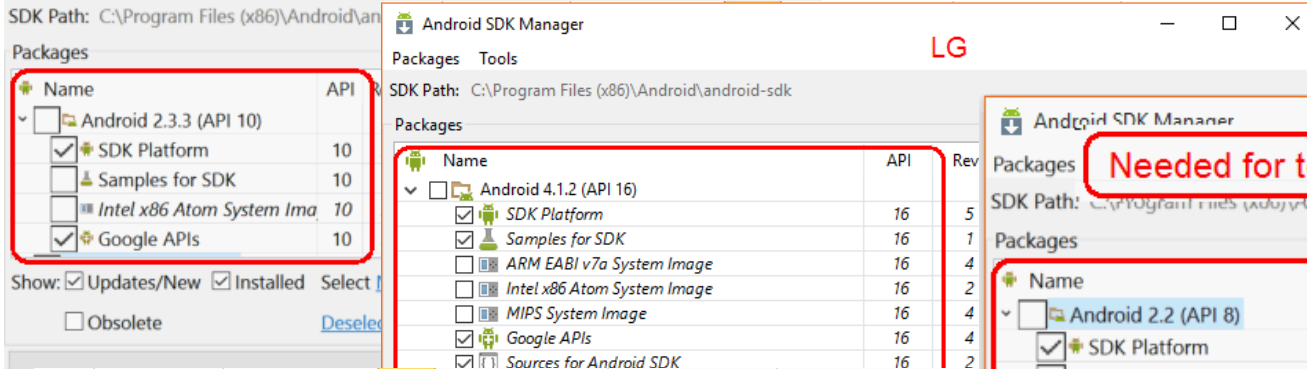 SDK Path: C:\Program Files (x86)\Android\an
Packages
Name API
Android 2.3.3 (API 10)
SDK Platform 10
Samples for SDK 10
Intel x86 Atom System Ima 10
Google APIs 10
Show: Updates/New Installed Select
Obsolete Deselec
Android SDK Manager
LG
Packages Tools
SDK Path: C:\Program Files (x86)\Android\android-sdk
Packages
Name API Rev
Android 4.1.2 (API 16)
SDK Platform 16 5
Samples for SDK 16 1
ARM EABI v7a System Image 16 4
Intel x86 Atom System Image 16 2
MIPS System Image 16 4
Google APIs 16 4
Sources for Android SDK 16 2
Android SDK Manager
Packages
Needed for t
SDK Path:
Packages
Name
Android 2.2 (API 8)
SDK Platform